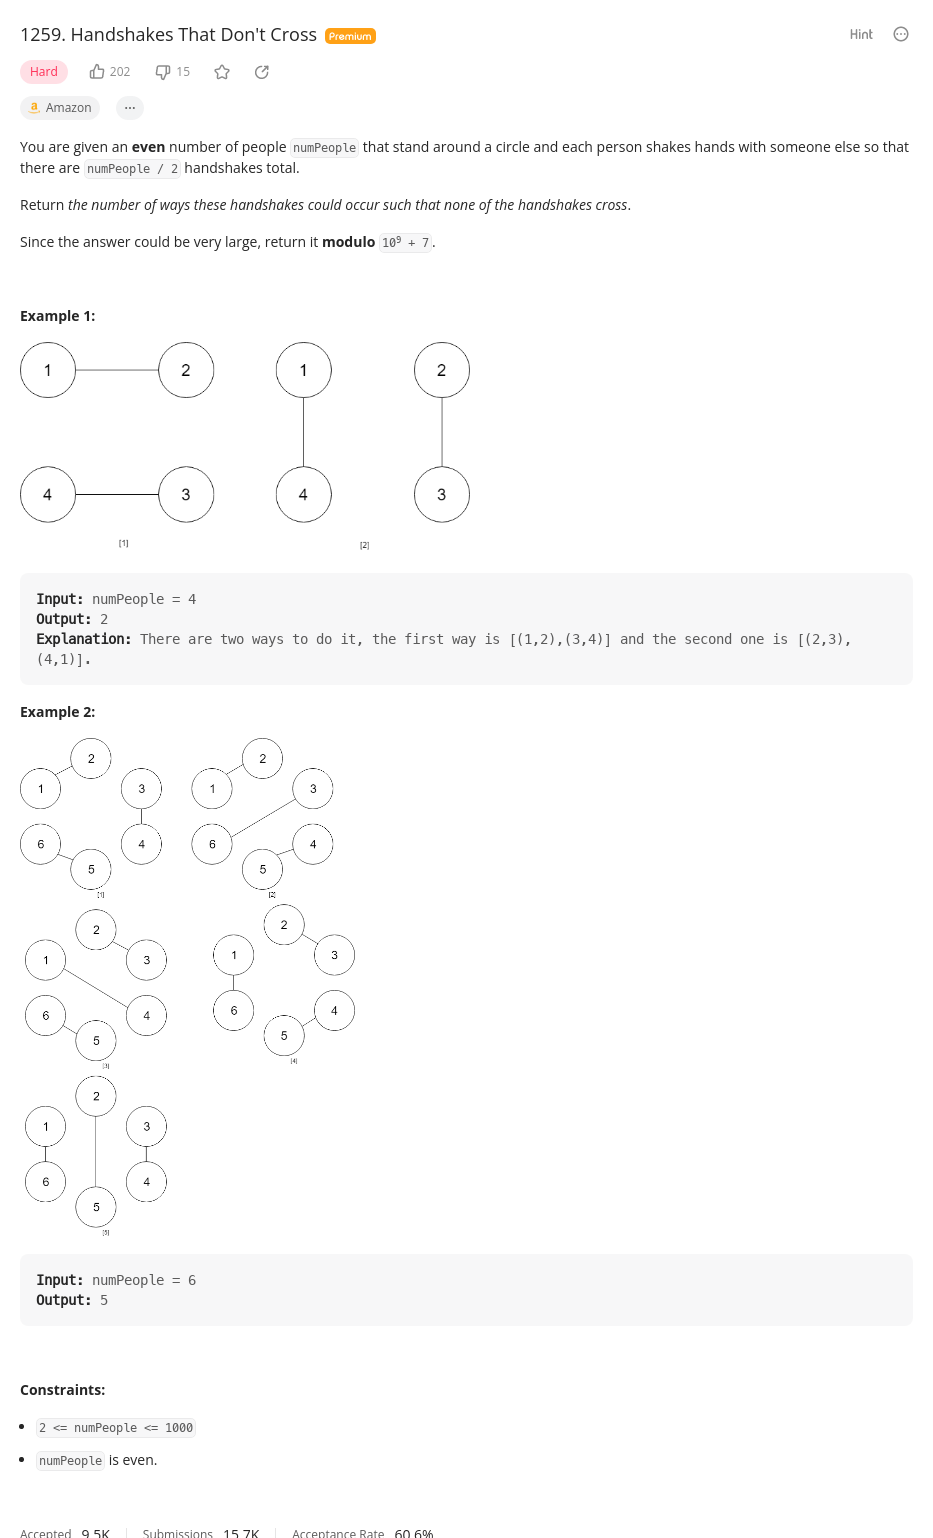 1259. Handshakes That Don't Cross Premium Hint
Hard 202 15
a Amazon ...
You are given an even number of people numPeople that stand around a circle and each person shakes hands with someone else so that
there are numPeople / 2 handshakes total.
Return the number of ways these handshakes could occur such that none of the handshakes cross.
Since the answer could be very large, return it modulo 10⁹ + 7.
Example 1:
1 2 1 2
4 3 4 3
[1] [2]
Input: numPeople = 4
Output: 2
Explanation: There are two ways to do it, the first way is [(1,2),(3,4)] and the second one is [(2,3),
(4,1)].
Example 2:
2 2
1 3 1 3
6 4 6 4
5 5
[1] [2]
2 2
1 3 1 3
6 4 6 4
5 5
[3] [4]
2
1 3
6 4
5
[5]
Input: numPeople = 6
Output: 5
Constraints:
2 <= numPeople <= 1000
numPeople is even.
Accepted 9.5K Submissions 15.7K Acceptance Rate 60.6%